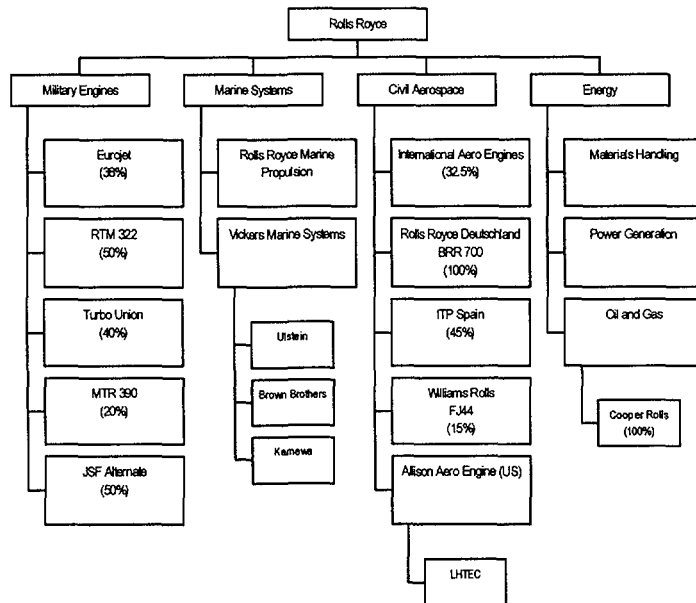 Rolls Royce
Military Engines
Marine Systems
Civil Aerospace
Energy
Eurojet
(36%)
RTM 322
(50%)
Turbo Union
(40%)
MTR 390
(20%)
JSF Alternate
(50%)
Rolls Royce Marine
Propulsion
Vickers Marine Systems
Ulstein
Brown Brothers
Kamewa
International Aero Engines
(32.5%)
Rolls Royce Deutschland
BRR 700
(100%)
ITP Spain
(45%)
Williams Rolls
FJ44
(15%)
Allison Aero Engine (US)
LHTEC
Materials Handling
Power Generation
Oil and Gas
Cooper Rolls
(100%)